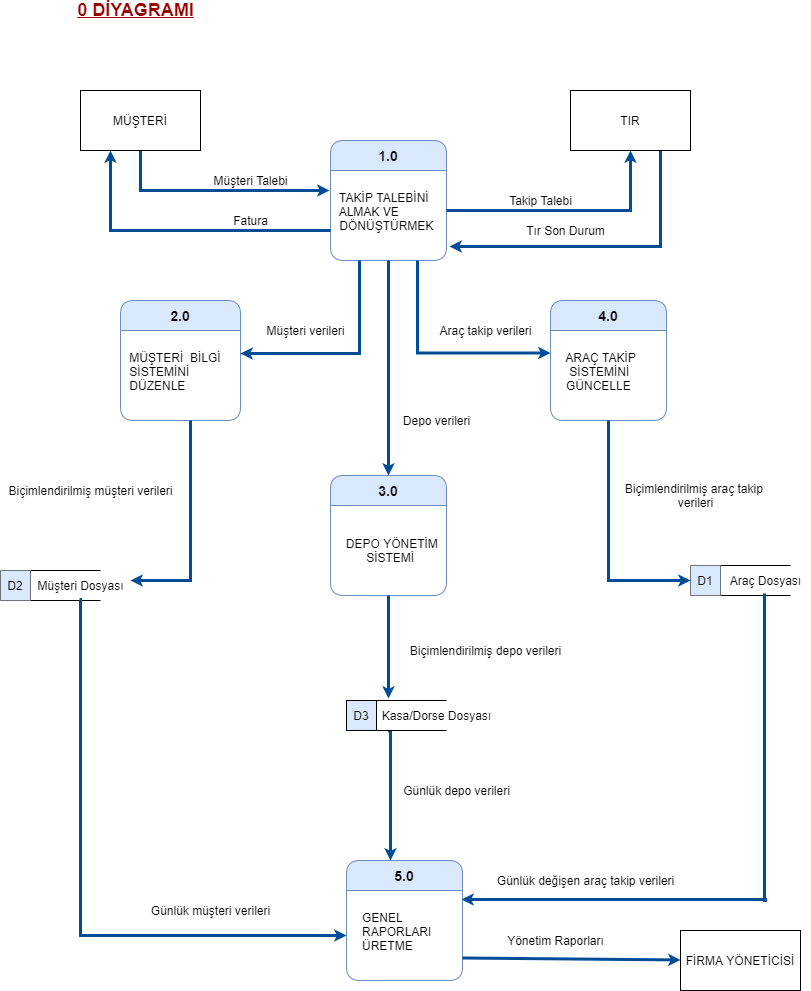 0 DİYAGRAMI
MÜŞTERİ
TIR
1.0
TAKİP TALEBİNİ
ALMAK VE
DÖNÜŞTÜRMEK
Müşteri Talebi
Fatura
Takip Talebi
Tır Son Durum
2.0
MÜŞTERİ BİLGİ
SİSTEMİNİ
DÜZENLE
Müşteri verileri
Araç takip verileri
4.0
ARAÇ TAKİP
SİSTEMİNİ
GÜNCELLE
Depo verileri
Biçimlendirilmiş müşteri verileri
3.0
DEPO YÖNETİM
SİSTEMİ
Biçimlendirilmiş araç takip
verileri
D2 Müşteri Dosyası
D1 Araç Dosyası
Biçimlendirilmiş depo verileri
D3 Kasa/Dorse Dosyası
Günlük depo verileri
5.0
GENEL
RAPORLARI
ÜRETME
Günlük değişen araç takip verileri
Günlük müşteri verileri
Yönetim Raporları
FİRMA YÖNETİCİSİ